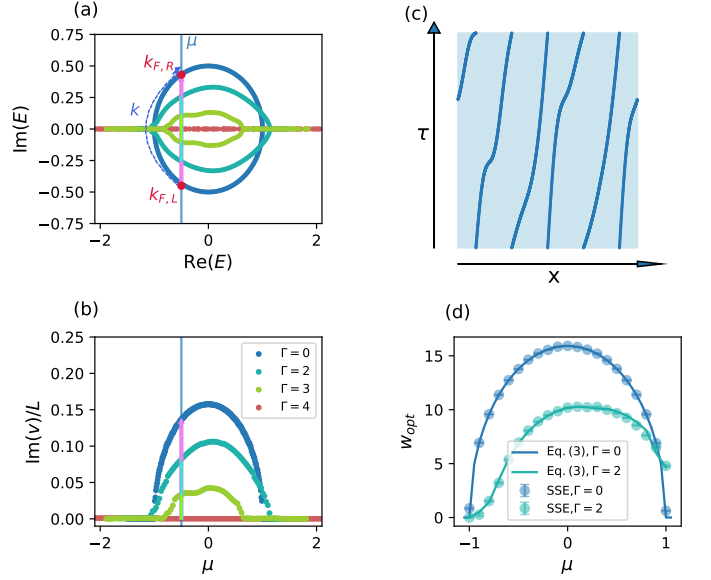 (a)
0.75
0.50
0.25
0.00
−0.25
−0.50
−0.75
Im(E)
μ
k_{F,R}
k
k_{F,L}
−2
0
2
Re(E)
(c)
τ
x
(b)
0.25
0.20
0.15
0.10
0.05
0.00
Im(ν)/L
Γ = 0
Γ = 2
Γ = 3
Γ = 4
−2
0
2
μ
(d)
15
10
5
0
w_{opt}
Eq. (3), Γ = 0
Eq. (3), Γ = 2
SSE,Γ = 0
SSE,Γ = 2
−1
0
1
μ